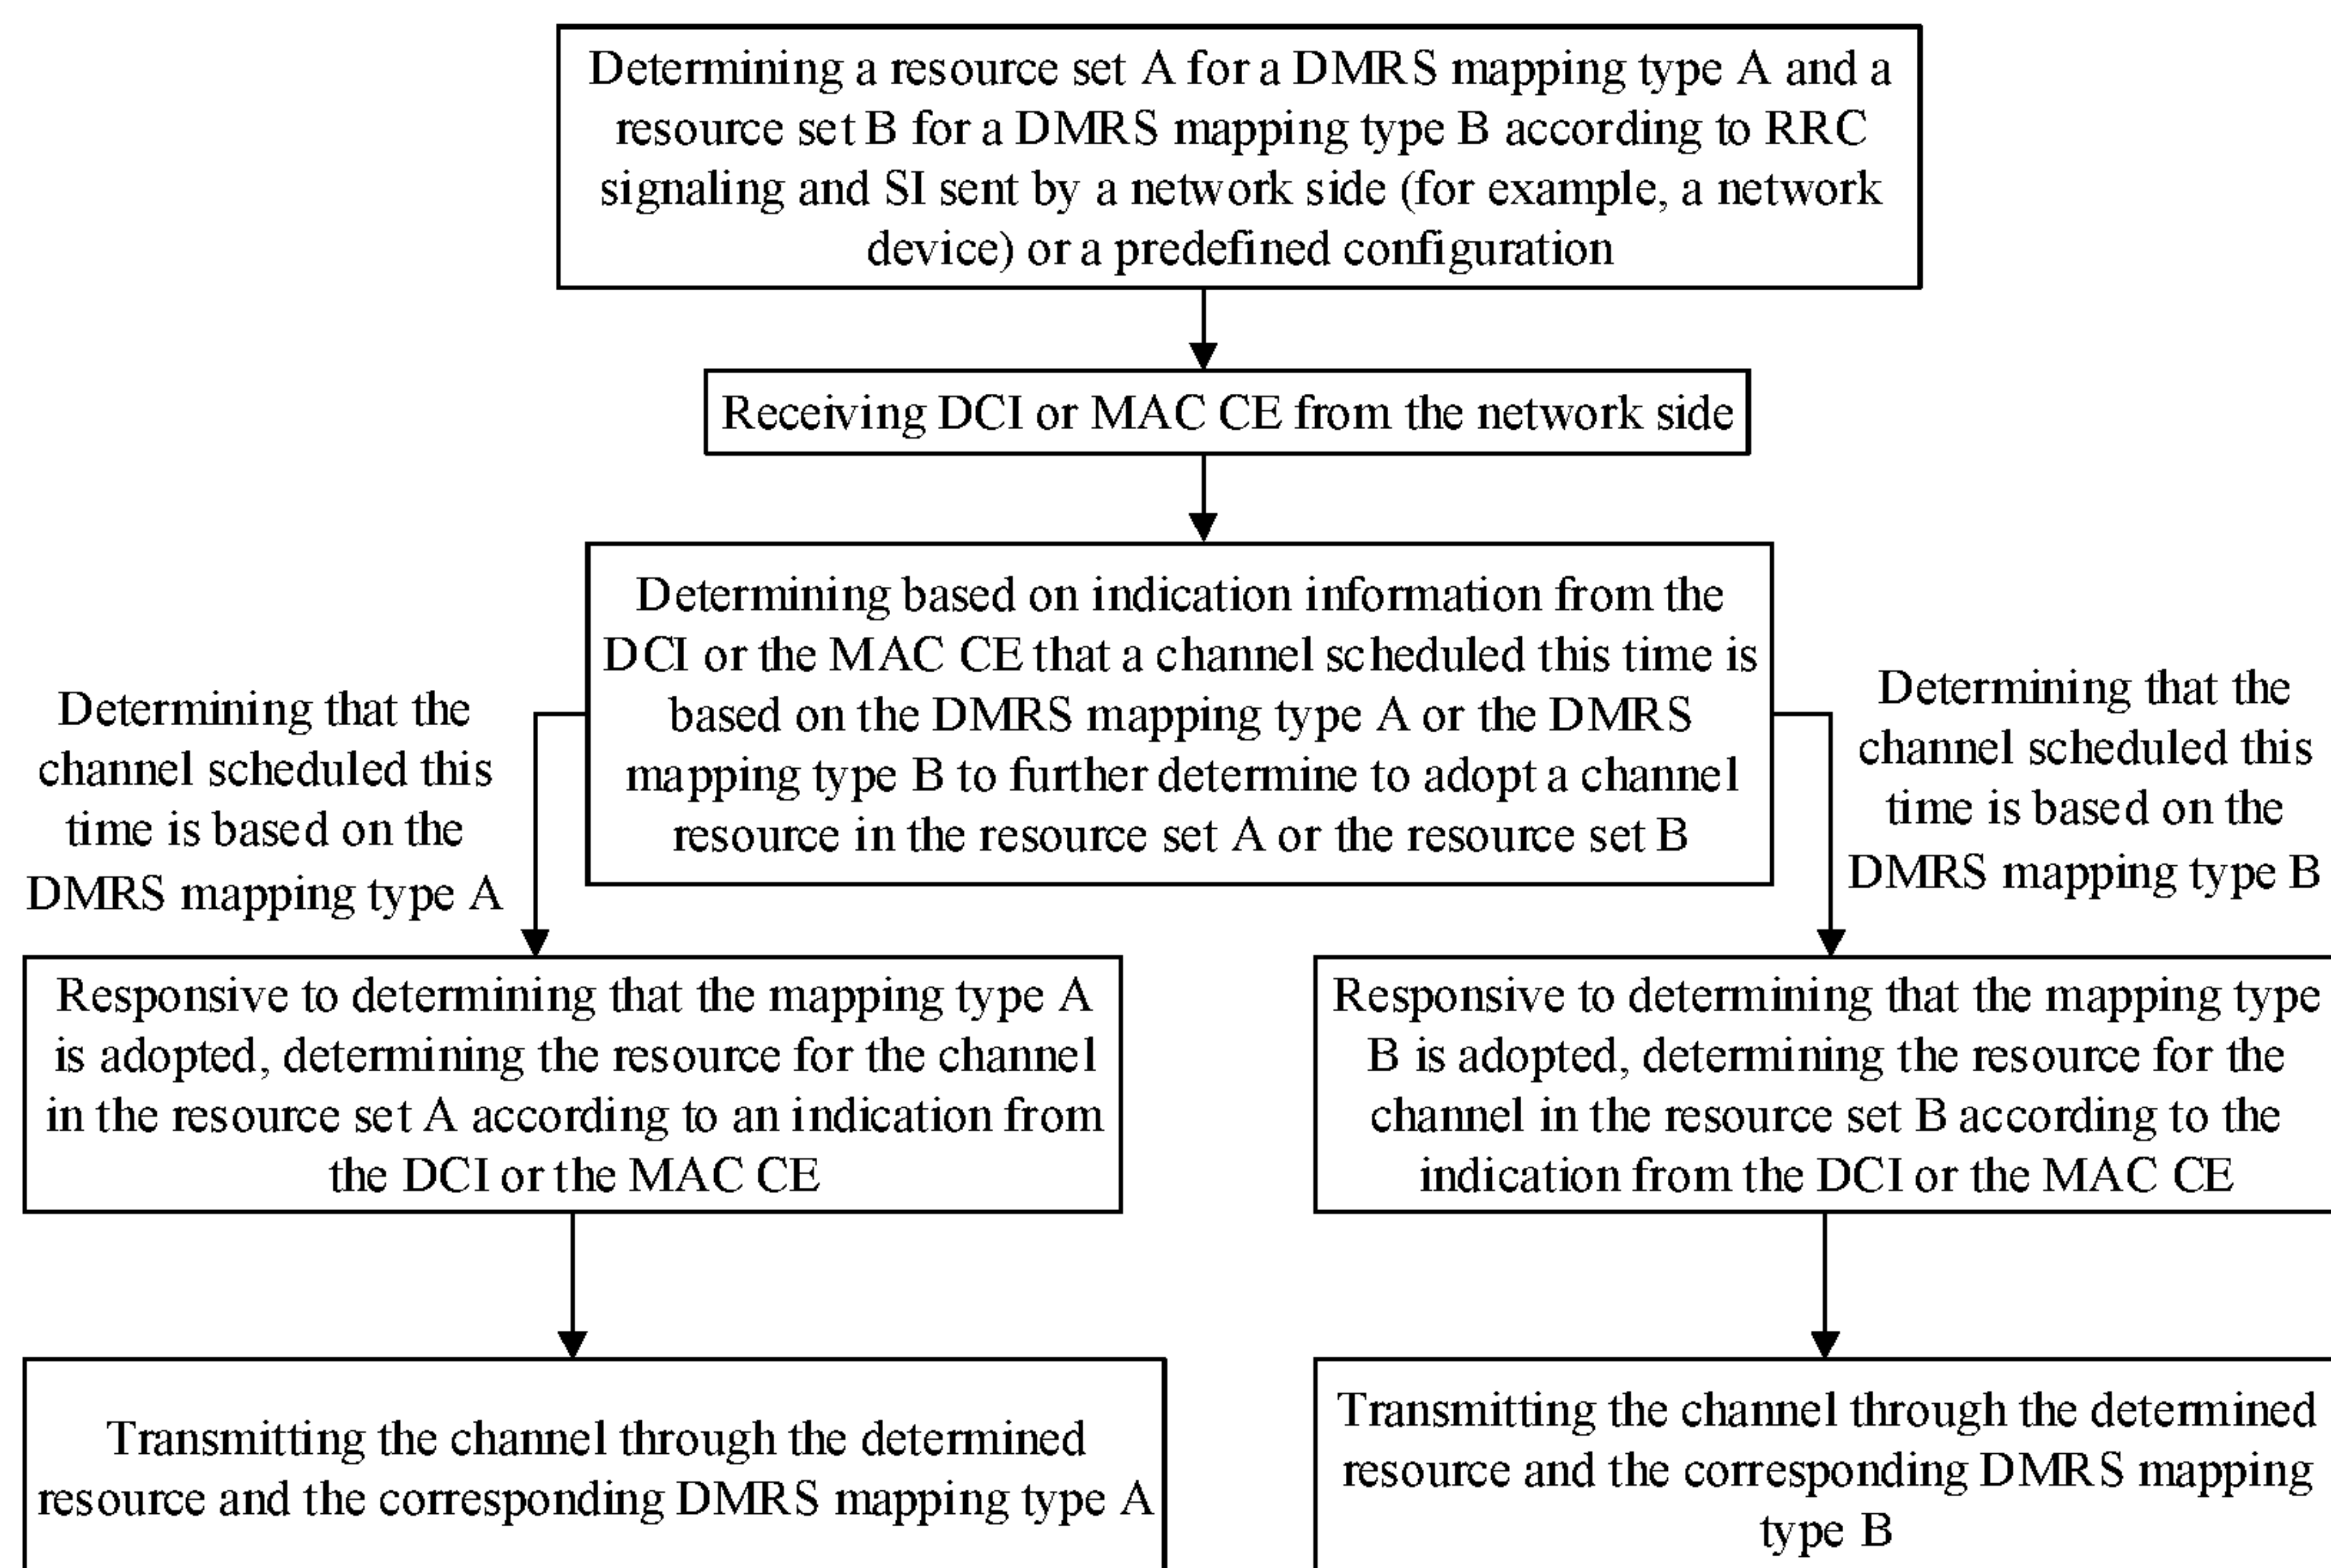 Determining a resource set A for a DMRS mapping type A and a
resource set B for a DMRS mapping type B according to RRC
signaling and SI sent by a network side (for example, a network
device) or a predefined configuration
Receiving DCI or MAC CE from the network side
Determining based on indication information from the
DCI or the MAC CE that a channel scheduled this time is
based on the DMRS mapping type A or the DMRS
mapping type B to further determine to adopt a channel
resource in the resource set A or the resource set B
Determining that the
channel scheduled this
time is based on the
DMRS mapping type A
Determining that the
channel scheduled this
time is based on the
DMRS mapping type B
Responsive to determining that the mapping type A
is adopted, determining the resource for the channel
in the resource set A according to an indication from
the DCI or the MAC CE
Responsive to determining that the mapping type
B is adopted, determining the resource for the
channel in the resource set B according to the
indication from the DCI or the MAC CE
Transmitting the channel through the determined
resource and the corresponding DMRS mapping type A
Transmitting the channel through the determined
resource and the corresponding DMRS mapping
type B